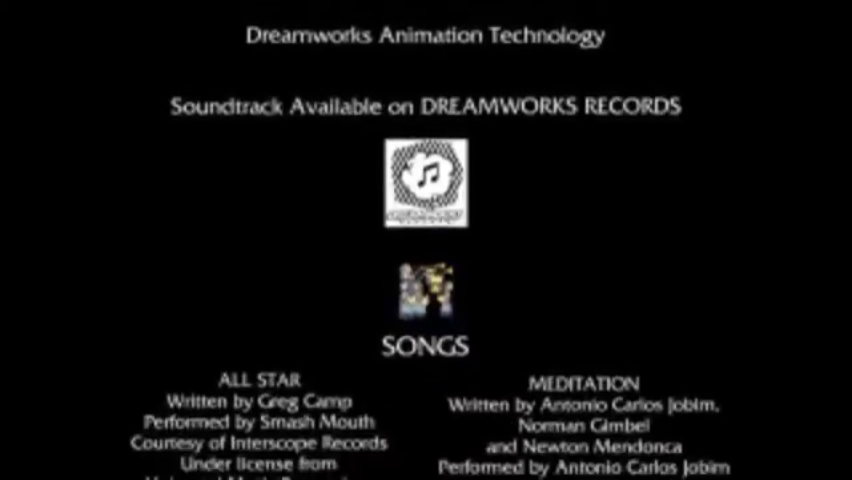 Dreamworks Animation Technology
Soundtrack Available on DREAMWORKS RECORDS
SONGS
ALL STAR
Written by Greg Camp
Performed by Smash Mouth
Courtesy of Interscope Records
Under license from
MEDITATION
Written by Antonio Carlos Jobim,
Norman Gimbel
and Newton Mendonca
Performed by Antonio Carlos Jobim